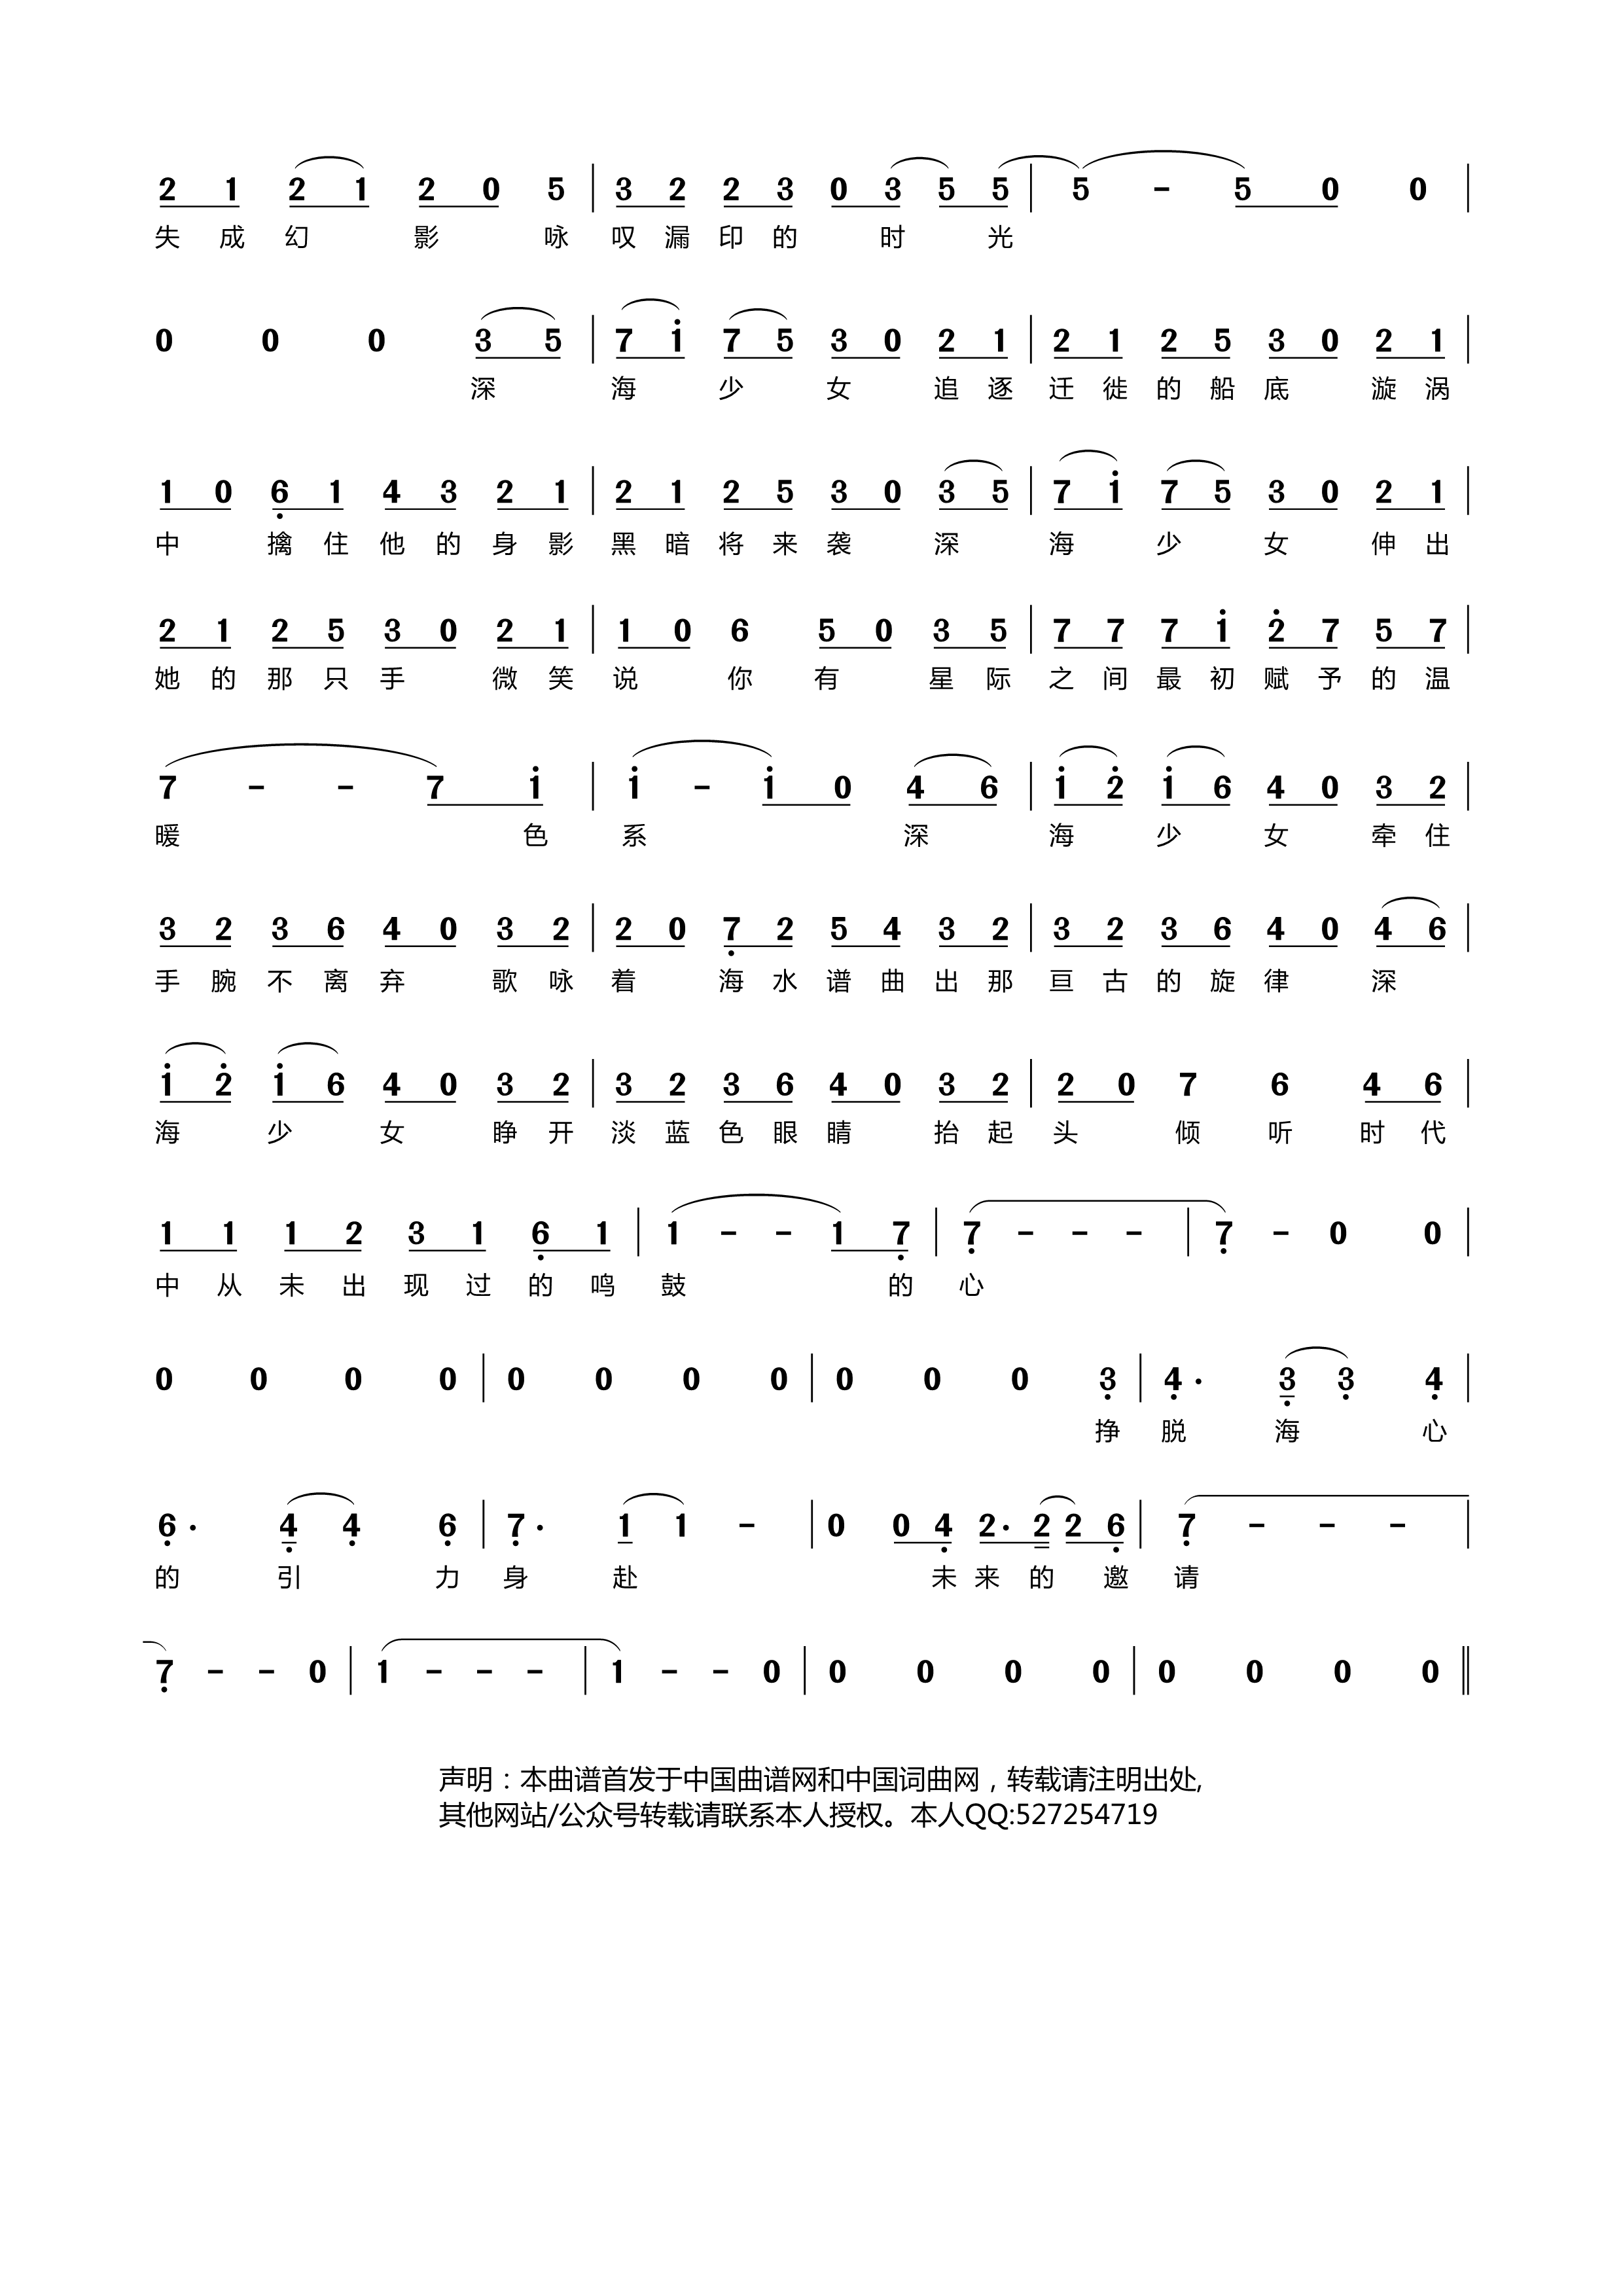 2 1 2 1 2 0 5 | 3 2 2 3 0 3 5 5 | 5 - 5 0 0 |
失成幻影咏叹漏印的时光
0 0 0 3 5 | 7 1̇ 7 5 3 0 2 1 | 2 1 2 5 3 0 2 1 |
深海少女追逐迁徙的船底漩涡
1 0 6̣ 1 4 3 2 1 | 2 1 2 5 3 0 3 5 | 7 1̇ 7 5 3 0 2 1 |
中擒住他的身影黑暗将来袭深海少女伸出
2 1 2 5 3 0 2 1 | 1 0 6 5 0 3 5 | 7 7 7 1̇ 2̇ 7 5 7 |
她的那只手微笑说你有星际之间最初赋予的温
7 - - 7 1̇ | 1̇ - 1̇ 0 4 6 | 1̇ 2̇ 1̇ 6 4 0 3 2 |
暖色系深海少女牵住
3 2 3 6 4 0 3 2 | 2 0 7̣ 2 5 4 3 2 | 3 2 3 6 4 0 4 6 |
手腕不离弃歌咏着海水谱曲出那亘古的旋律深
1̇ 2̇ 1̇ 6 4 0 3 2 | 3 2 3 6 4 0 3 2 | 2 0 7 6 4 6 |
海少女睁开淡蓝色眼睛抬起头倾听时代
1 1 1 2 3 1 6̣ 1 | 1 - - 1 7̣ | 7̣ - - - | 7̣ - 0 0 |
中从未出现过的鸣鼓的心
0 0 0 0 | 0 0 0 0 | 0 0 0 3̣ | 4̣ · 3̣ 3̣ 4̣ |
挣脱海心
6̣ · 4̣ 4̣ 6̣ | 7̣ · 1 1 - | 0 0 4̣ 2 · 2 2 6̣ | 7̣ - - - |
的引力身赴未来的邀请
7̣ - - 0 | 1 - - - | 1 - - 0 | 0 0 0 0 | 0 0 0 0 ‖
声明：本曲谱首发于中国曲谱网和中国词曲网，转载请注明出处,
其他网站/公众号转载请联系本人授权。本人QQ:527254719